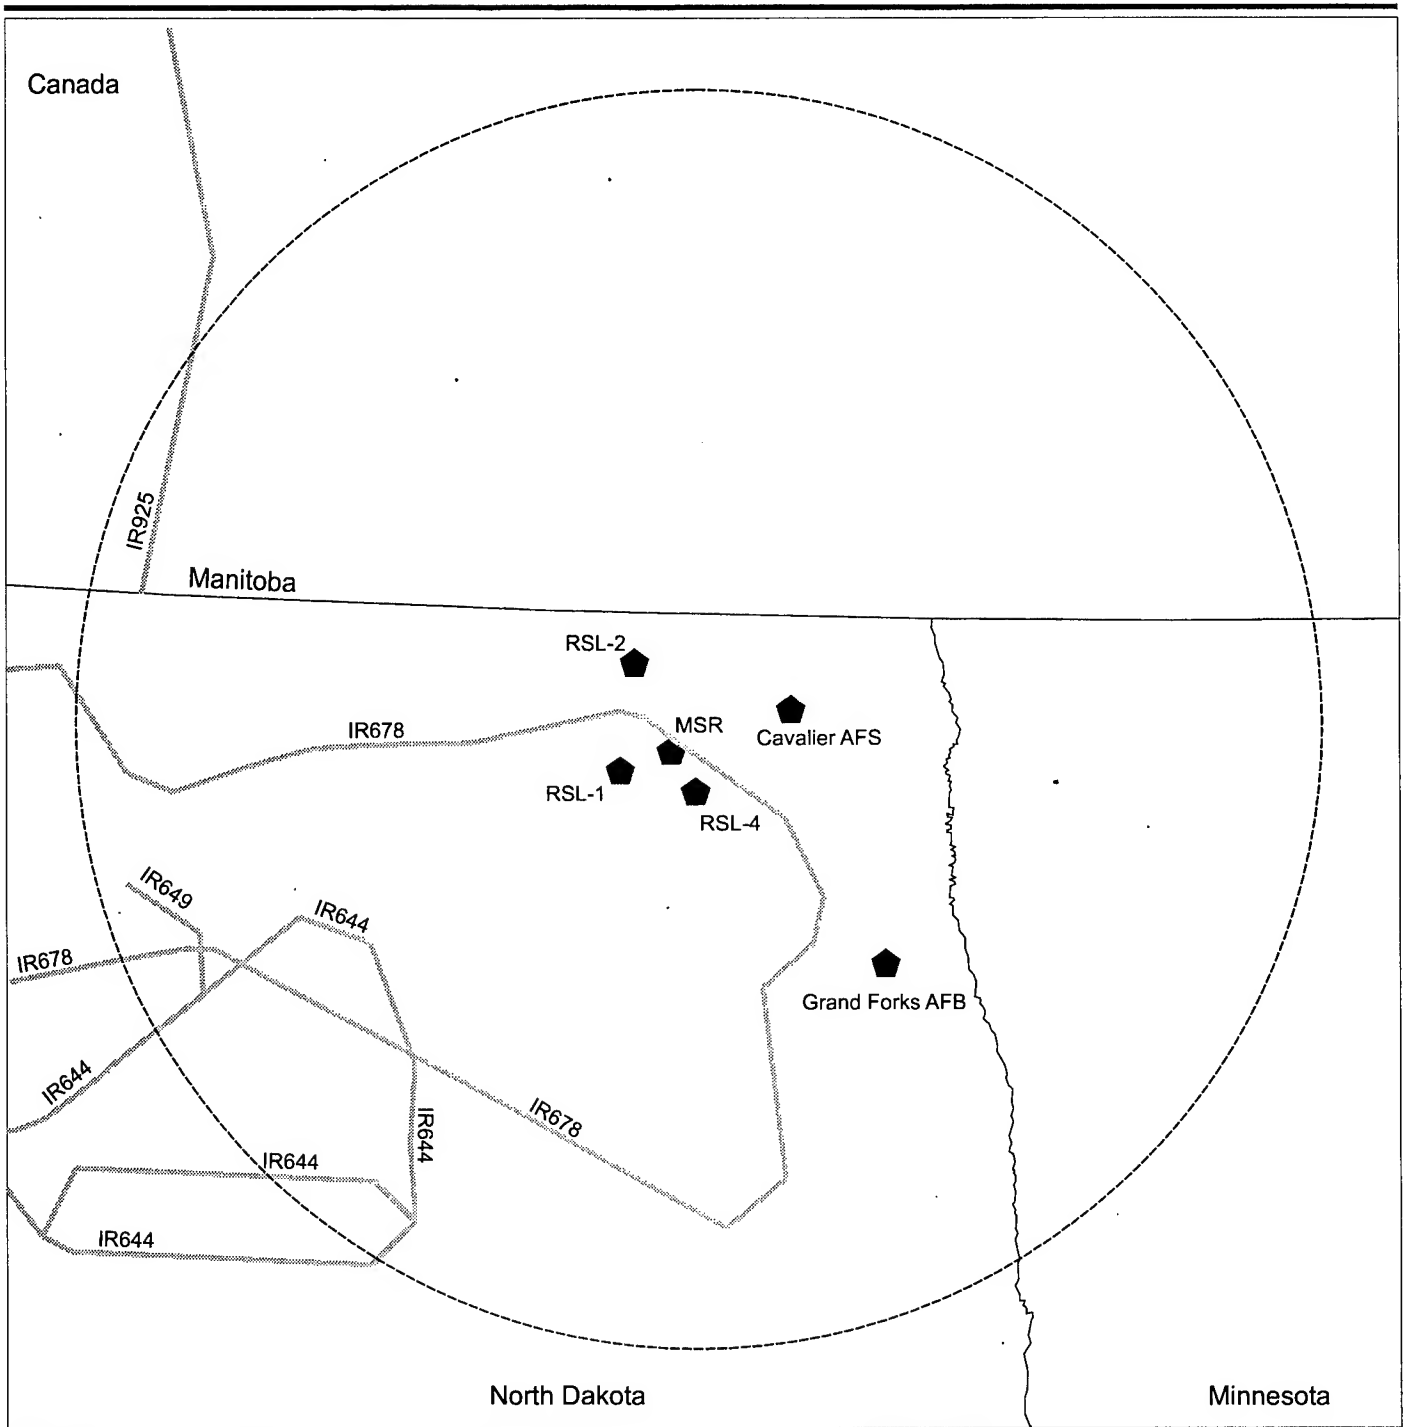 Canada
IR925
Manitoba
RSL-2
MSR
IR678
Cavalier AFS
RSL-1
RSL-4
IR649
IR644
IR678
Grand Forks AFB
IR644
IR678
IR644
IR644
IR644
North Dakota
Minnesota